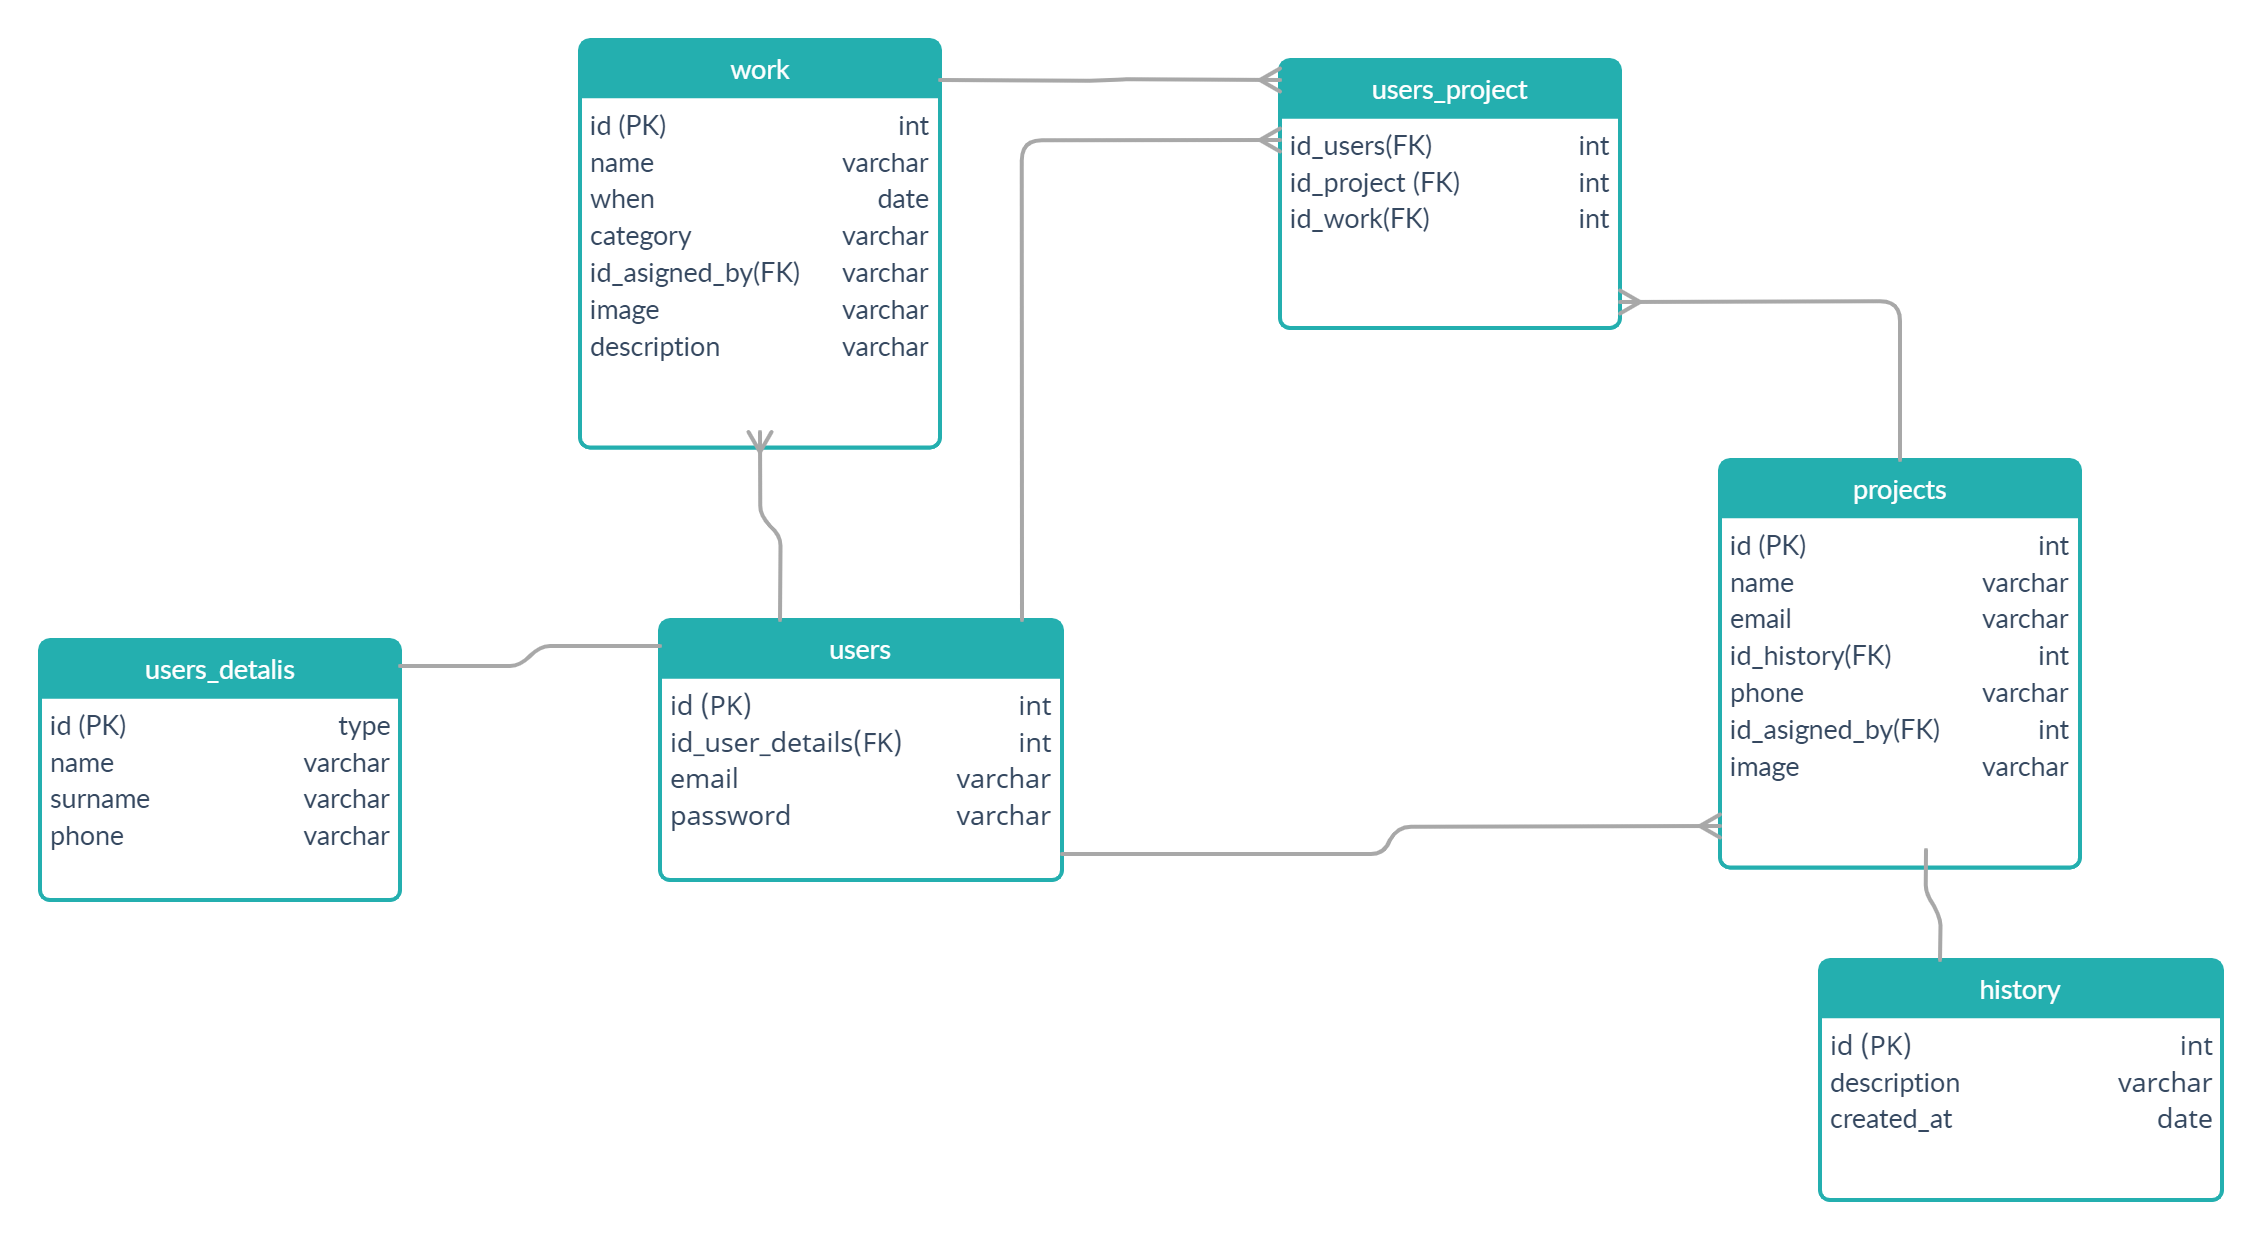 work
id (PK) int
name varchar
when date
category varchar
id_asigned_by(FK) varchar
image varchar
description varchar
users_project
id_users(FK) int
id_project (FK) int
id_work(FK) int
projects
id (PK) int
name varchar
email varchar
id_history(FK) int
phone varchar
id_asigned_by(FK) int
image varchar
users_detalis
id (PK) type
name varchar
surname varchar
phone varchar
users
id (PK) int
id_user_details(FK) int
email varchar
password varchar
history
id (PK) int
description varchar
created_at date